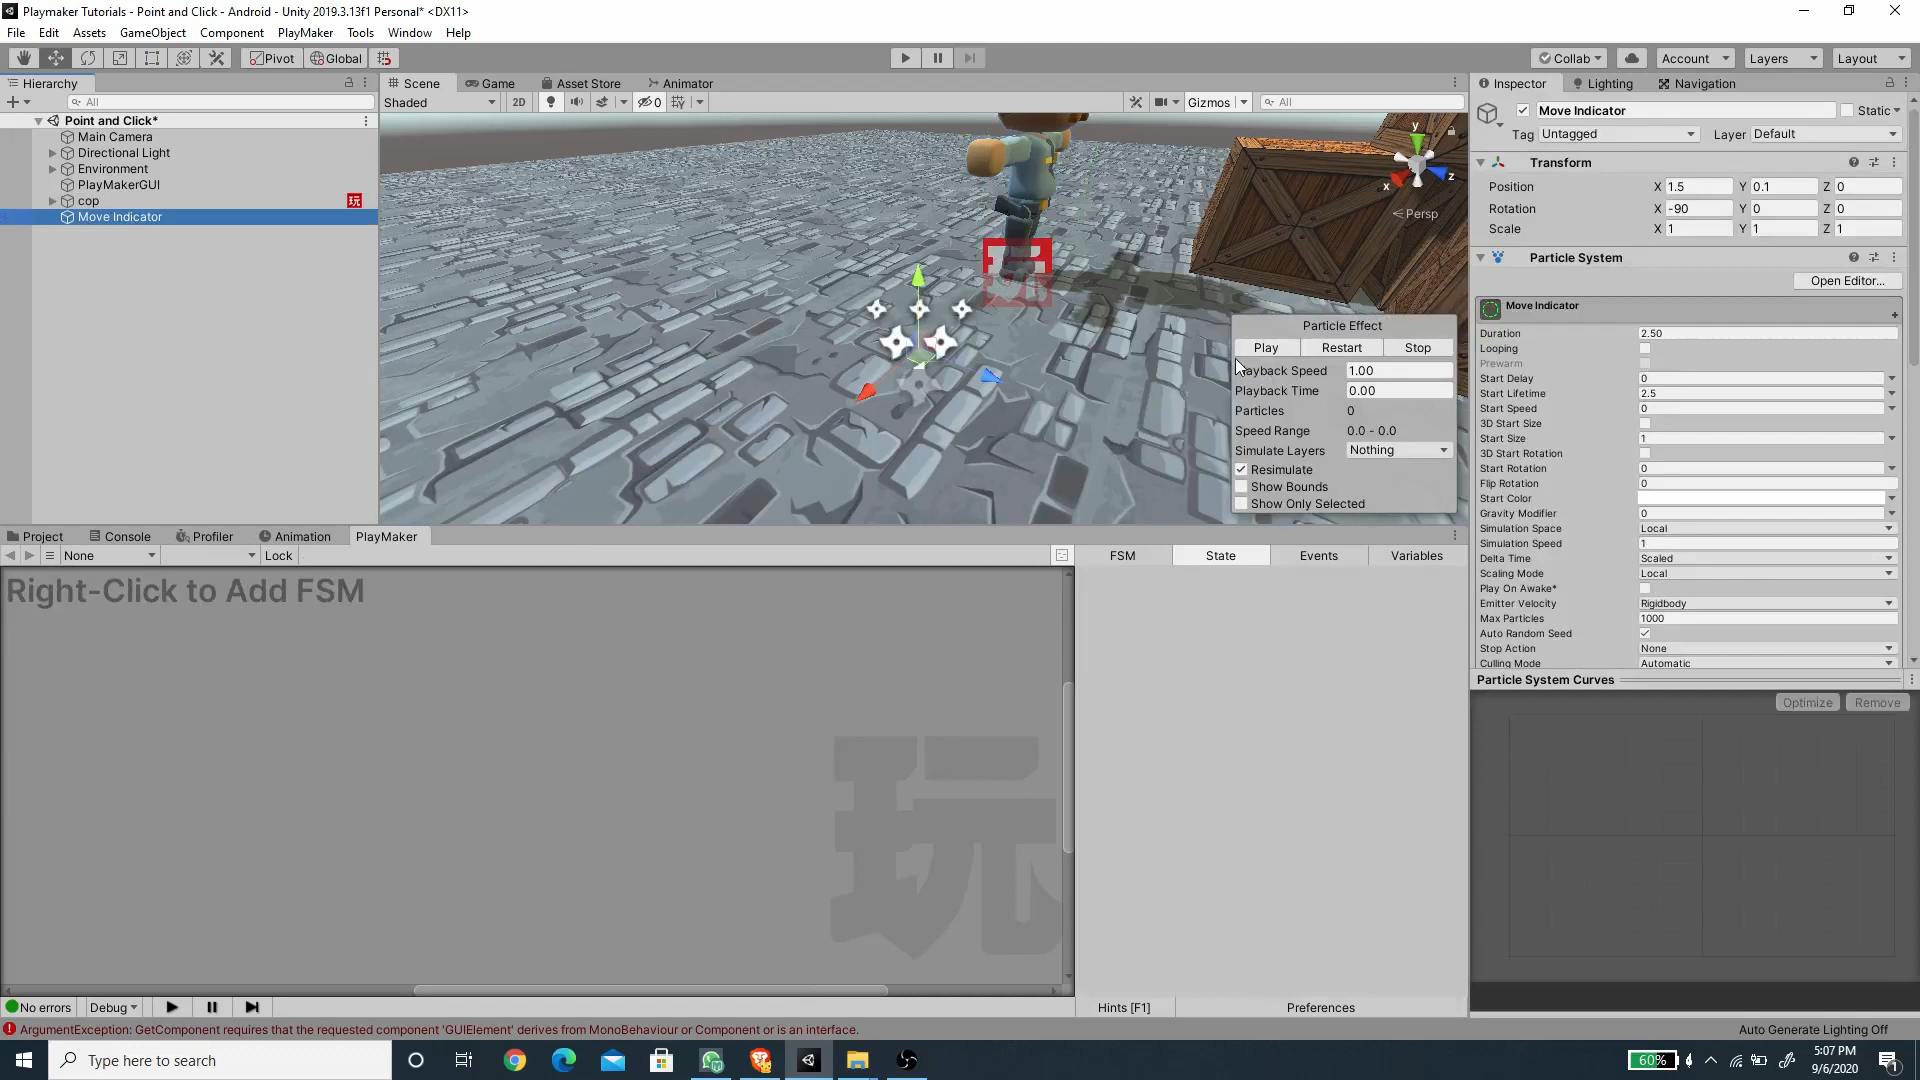 Playmaker Tutorials - Point and Click - Android - Unity 2019.3.13f1 Personal* <DX11>
File Edit Assets GameObject Component PlayMaker Tools Window Help
Pivot Global Collab Account Layers Layout
Hierarchy Scene Game Asset Store Animator Inspector Lighting Navigation
All Shaded 2D 0 Gizmos All
Point and Click*
Main Camera
Directional Light
Environment
PlayMakerGUI
cop 玩
Move Indicator
玩
y
x
z
Persp
Particle Effect
Play Restart Stop
Playback Speed 1.00
Playback Time 0.00
Particles 0
Speed Range 0.0 - 0.0
Simulate Layers Nothing
Resimulate
Show Bounds
Show Only Selected
Move Indicator Static
Tag Untagged Layer Default
Transform
Position X 1.5 Y 0.1 Z 0
Rotation X -90 Y 0 Z 0
Scale X 1 Y 1 Z 1
Particle System
Open Editor...
Move Indicator
Duration 2.50
Looping
Prewarm
Start Delay 0
Start Lifetime 2.5
Start Speed 0
3D Start Size
Start Size 1
3D Start Rotation
Start Rotation 0
Flip Rotation 0
Start Color
Gravity Modifier 0
Simulation Space Local
Simulation Speed 1
Delta Time Scaled
Scaling Mode Local
Play On Awake*
Emitter Velocity Rigidbody
Max Particles 1000
Auto Random Seed
Stop Action None
Culling Mode Automatic
Particle System Curves
Optimize Remove
Project Console Profiler Animation PlayMaker
None Lock FSM State Events Variables
Right-Click to Add FSM
玩
No errors Debug Hints [F1] Preferences
ArgumentException: GetComponent requires that the requested component 'GUIElement' derives from MonoBehaviour or Component or is an interface.
Auto Generate Lighting Off
Type here to search
60%
5:07 PM
9/6/2020
1